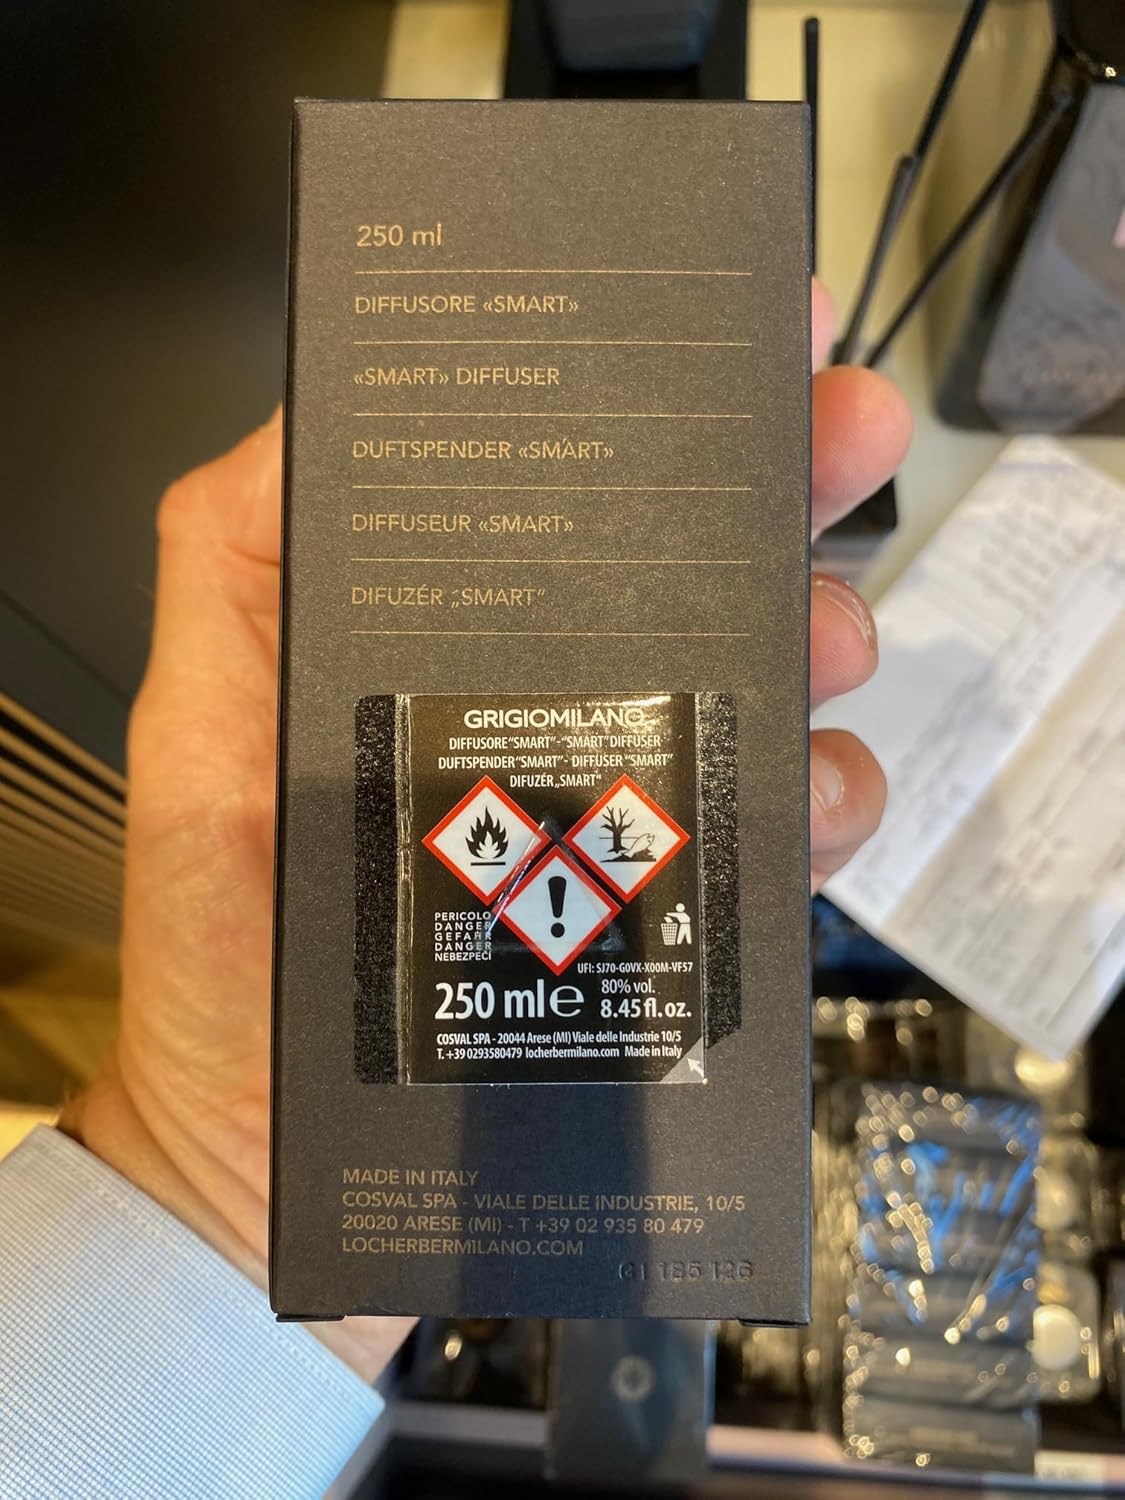 250 ml
DIFFUSORE «SMART»
«SMART» DIFFUSER
DUFTSPENDER «SMART»
DIFFUSEUR «SMART»
DIFUZÉR „SMART“
GRIGIOMILANO
DIFFUSORE“SMART”-“SMART”DIFFUSER
DUFTSPENDER“SMART”- DIFFUSER “SMART”
DIFUZÉR„SMART“
PERICOLO
DANGER
GEFAHR
DANGER
NEBEZPEČÍ
UFI: SJ70-G0VX-X00M-VF57
250 ml e 80% vol.
8.45 fl. oz.
COSVAL SPA - 20044 Arese (MI) Viale delle Industrie 10/5
T. +39 0293580479 locherbermilano.com Made in Italy
MADE IN ITALY
COSVAL SPA - VIALE DELLE INDUSTRIE, 10/5
20020 ARESE (MI) - T +39 02 935 80 479
LOCHERBERMILANO.COM